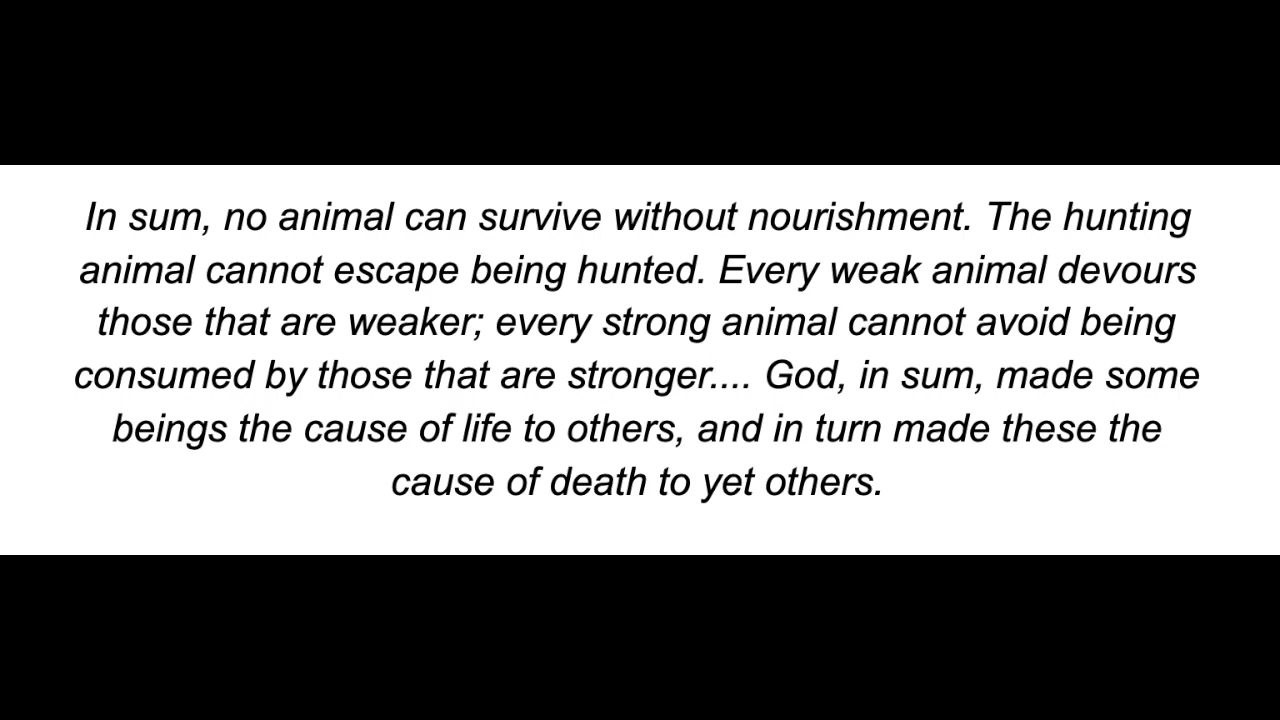 In sum, no animal can survive without nourishment. The hunting
animal cannot escape being hunted. Every weak animal devours
those that are weaker; every strong animal cannot avoid being
consumed by those that are stronger.... God, in sum, made some
beings the cause of life to others, and in turn made these the
cause of death to yet others.